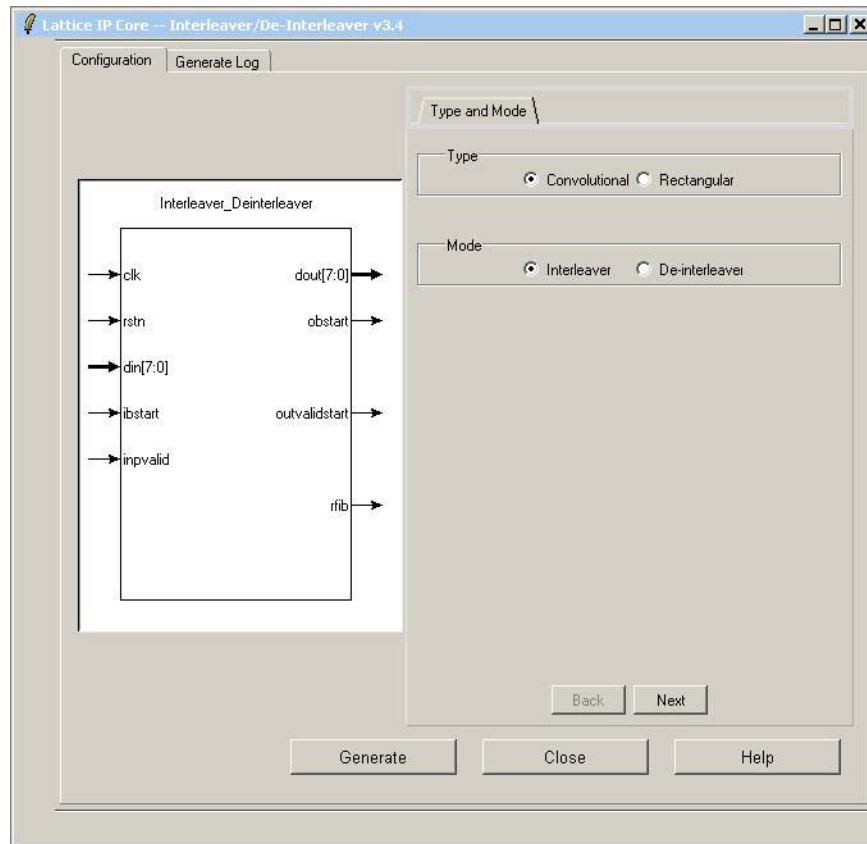 Lattice IP Core -- Interleaver/De-Interleaver v3.4
Configuration
Generate Log
Type and Mode
Type
Convolutional
Rectangular
Mode
Interleaver
De-interleaver
Interleaver_Deinterleaver
clk
dout[7:0]
rstn
obstart
din[7:0]
ibstart
outvalidstart
inpvalid
rfib
Back
Next
Generate
Close
Help